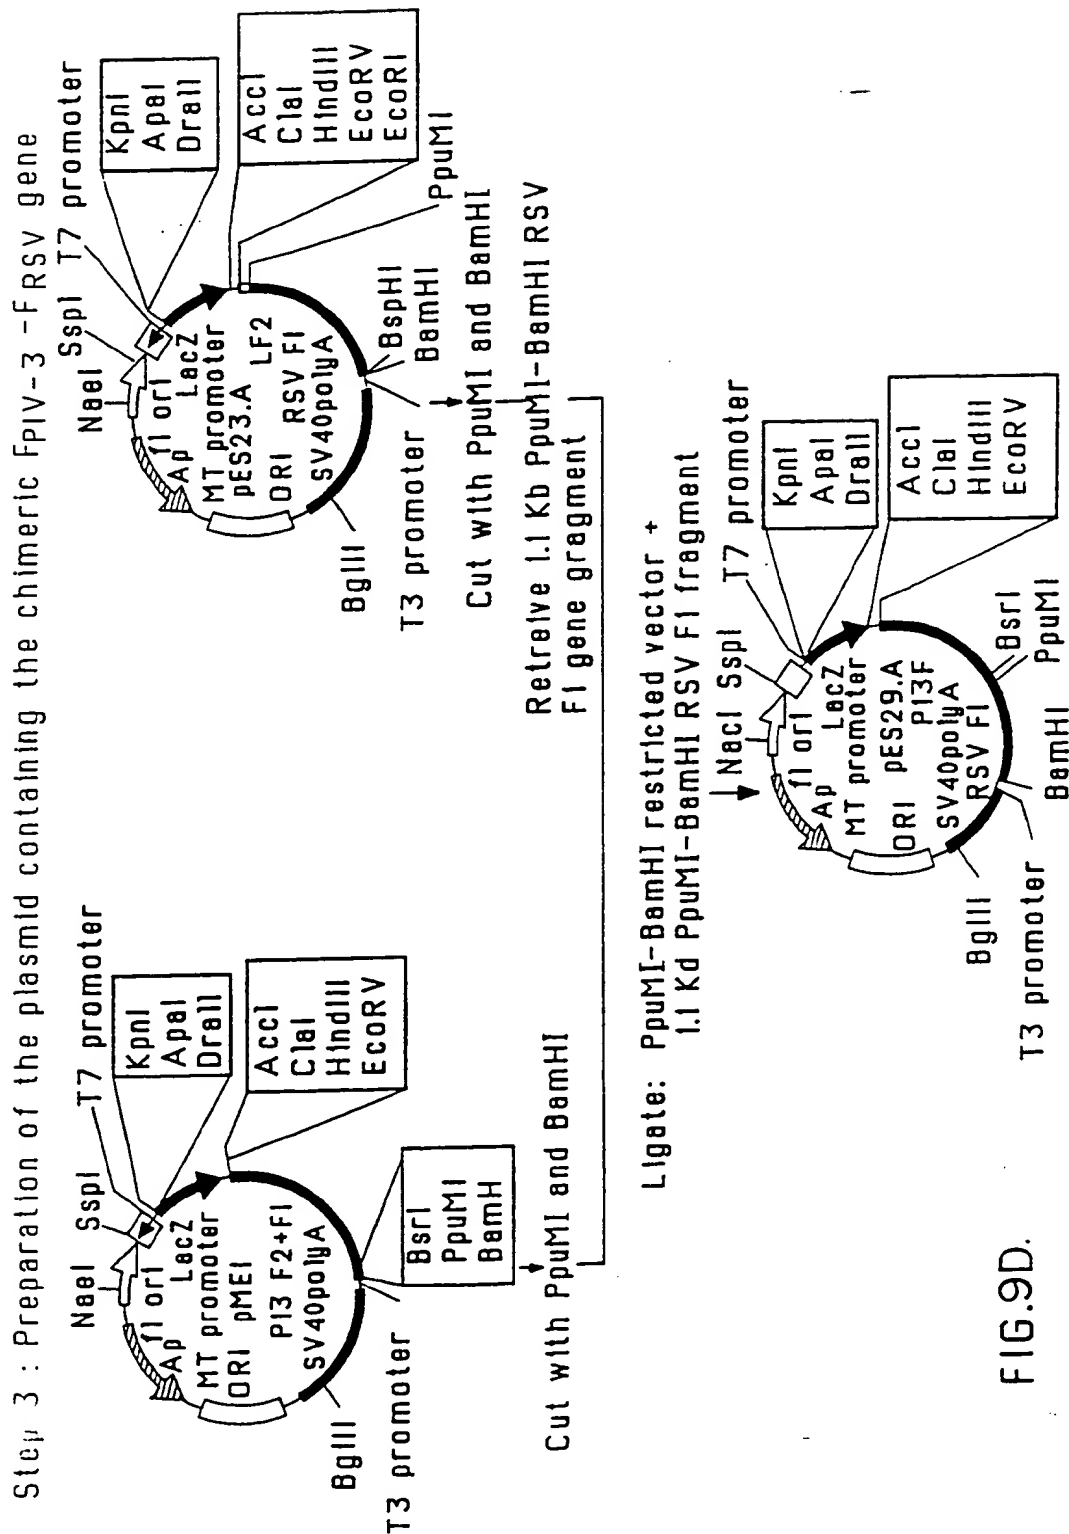 Step 3 : Preparation of the plasmid containing the chimeric FPIV-3 -FRSV gene
NaeI
SspI
T7 promoter
KpnI
ApaI
DraII
AccI
ClaI
HindIII
EcoRV
f1 ori
Ap
LacZ
MT promoter
ORI
pMEI
PI3 F2+F1
SV40polyA
BglII
T3 promoter
BsrI
PpuMI
BamH
Cut with PpuMI and BamHI
NaeI
SspI
T7 promoter
KpnI
ApaI
DraII
AccI
ClaI
HindIII
EcoRV
EcoRI
PpuMI
f1 ori
Ap
LacZ
MT promoter
pES23.A
LF2
ORI
RSV F1
SV40polyA
BspHI
BamHI
BglII
T3 promoter
Cut with PpuMI and BamHI
Retreive 1.1 Kb PpuMI-BamHI RSV
F1 gene gragment
Ligate: PpuMI-BamHI restricted vector +
1.1 Kd PpuMI-BamHI RSV F1 fragment
NacI
SspI
T7 promoter
KpnI
ApaI
DraII
AccI
ClaI
HindIII
EcoRV
f1 ori
Ap
LacZ
MT promoter
pES29.A
ORI
PI3F
SV40polyA
RSV F1
BsrI
PpuMI
BamHI
BglII
T3 promoter
FIG.9D.